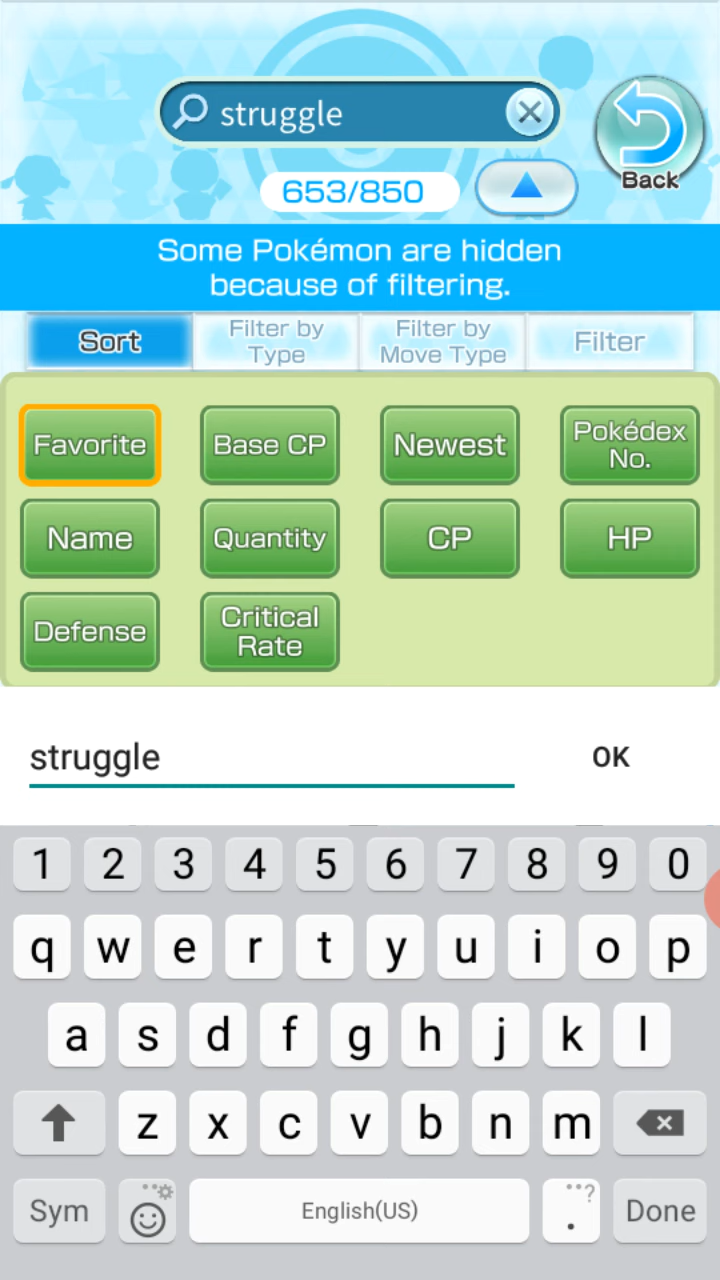 struggle
Back
653/850
Some Pokémon are hidden
because of filtering.
Sort
Filter by
Type
Filter by
Move Type
Filter
Favorite
Base CP
Newest
Pokédex
No.
Name
Quantity
CP
HP
Defense
Critical
Rate
struggle
OK
1 2 3 4 5 6 7 8 9 0
q w e r t y u i o p
a s d f g h j k l
z x c v b n m
Sym
English(US)
?
.
Done